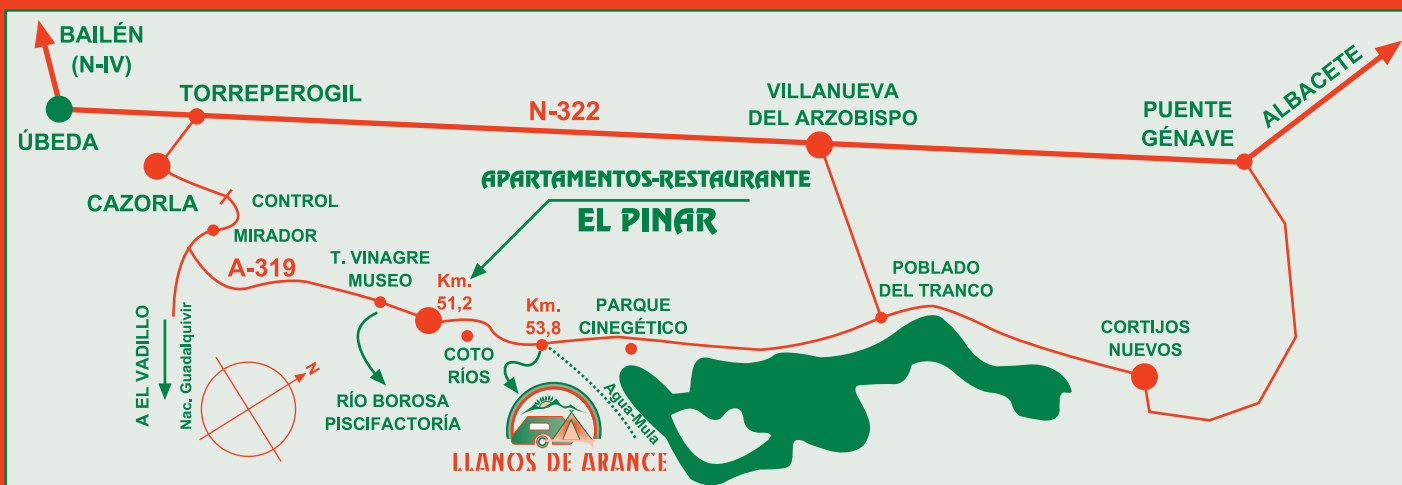 BAILÉN
(N-IV)
ÚBEDA
TORREPEROGIL
N-322
VILLANUEVA
DEL ARZOBISPO
PUENTE
GÉNAVE
ALBACETE
CAZORLA
CONTROL
MIRADOR
A-319
APARTAMENTOS-RESTAURANTE
EL PINAR
T. VINAGRE
MUSEO
Km.
51,2
Km.
53,8
COTO
RÍOS
PARQUE
CINEGÉTICO
POBLADO
DEL TRANCO
CORTIJOS
NUEVOS
A EL VADILLO
Nac. Guadalquivir
N
RÍO BOROSA
PISCIFACTORÍA
Agua-Mula
LLANOS DE ARANCE